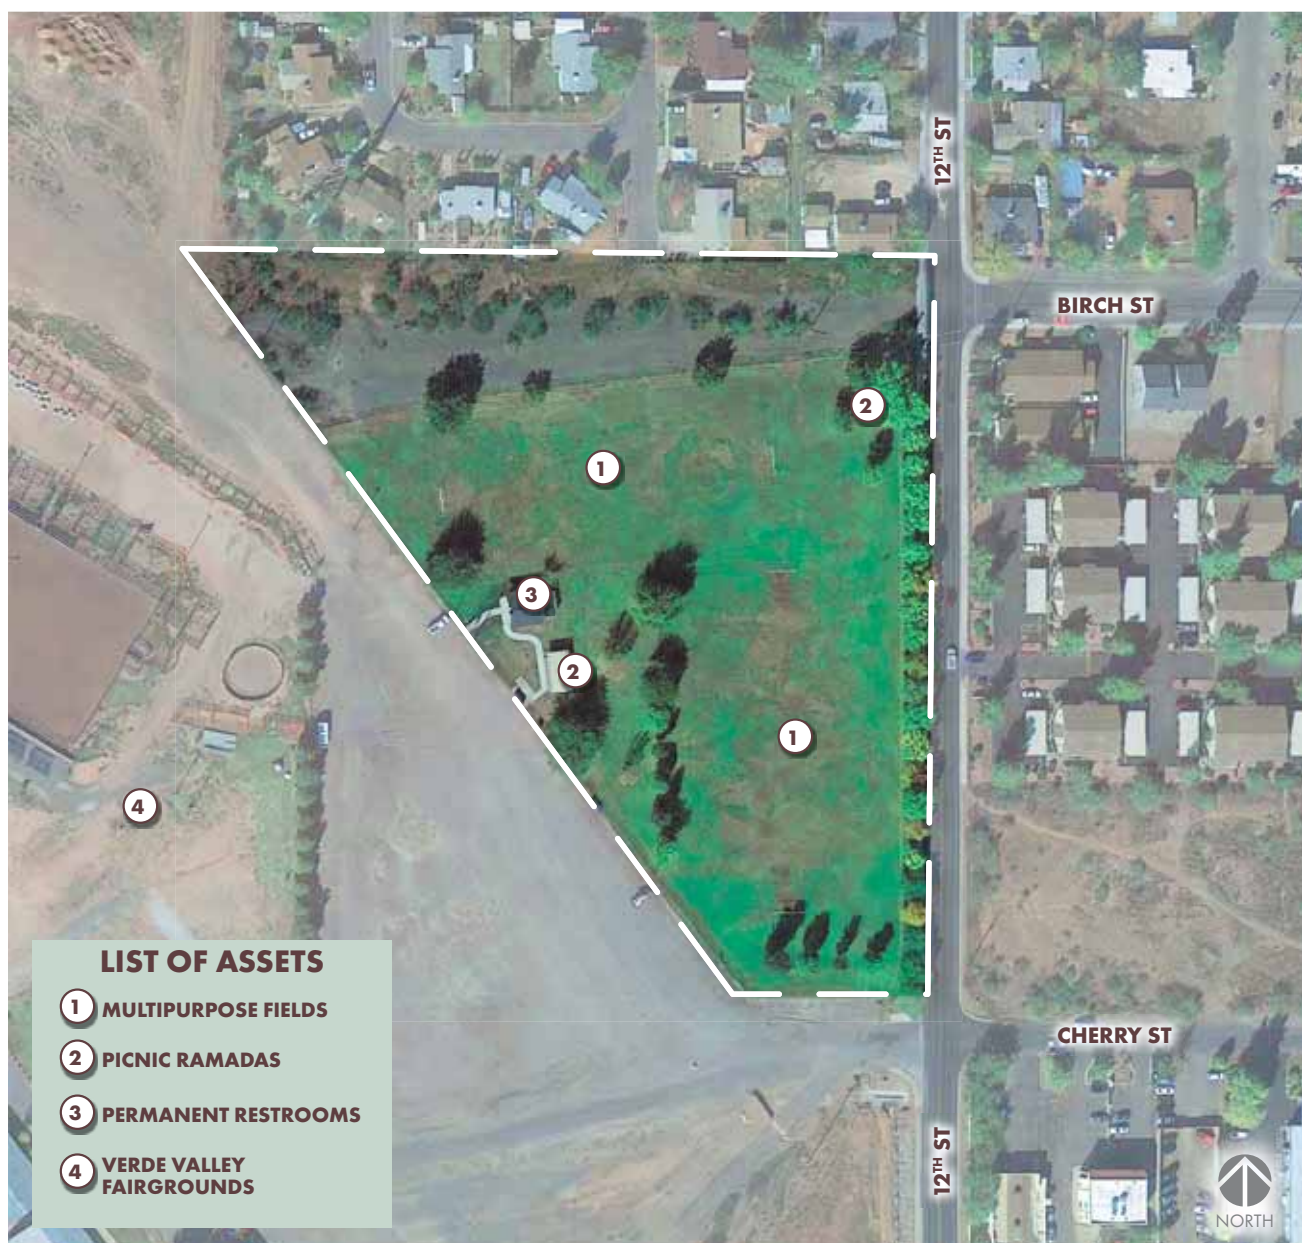 12TH ST
BIRCH ST
2
1
3
2
1
4
LIST OF ASSETS
1 MULTIPURPOSE FIELDS
2 PICNIC RAMADAS
3 PERMANENT RESTROOMS
4 VERDE VALLEY
FAIRGROUNDS
CHERRY ST
12TH ST
NORTH